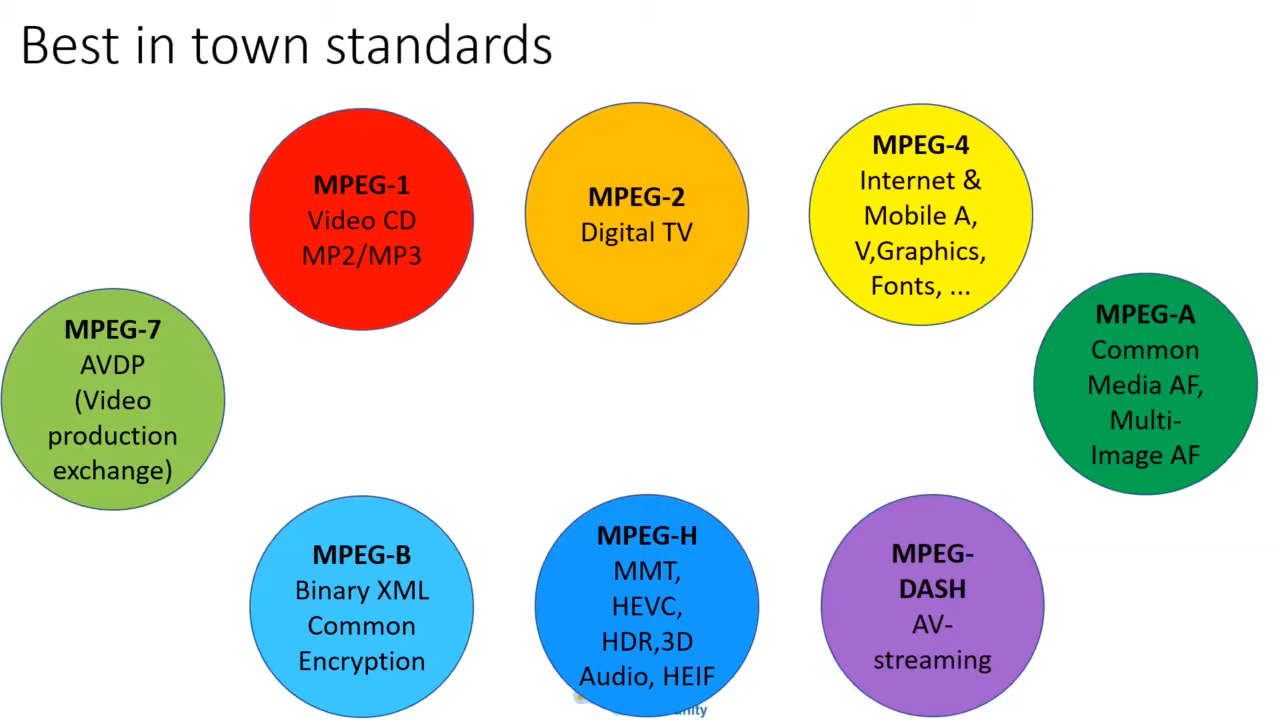 Best in town standards
MPEG-1
Video CD
MP2/MP3
MPEG-2
Digital TV
MPEG-4
Internet &
Mobile A,
V,Graphics,
Fonts, ...
MPEG-7
AVDP
(Video
production
exchange)
MPEG-A
Common
Media AF,
Multi-
Image AF
MPEG-B
Binary XML
Common
Encryption
MPEG-H
MMT,
HEVC,
HDR,3D
Audio, HEIF
MPEG-
DASH
AV-
streaming